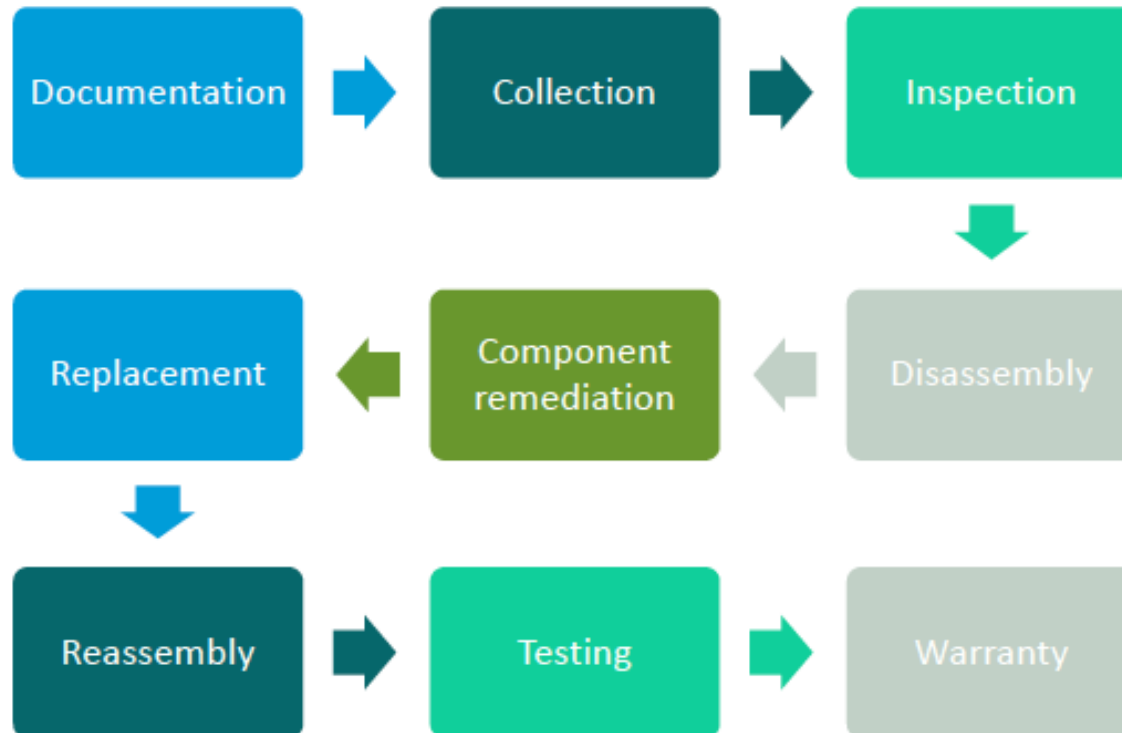 Documentation
Collection
Inspection
Disassembly
Component
remediation
Replacement
Reassembly
Testing
Warranty